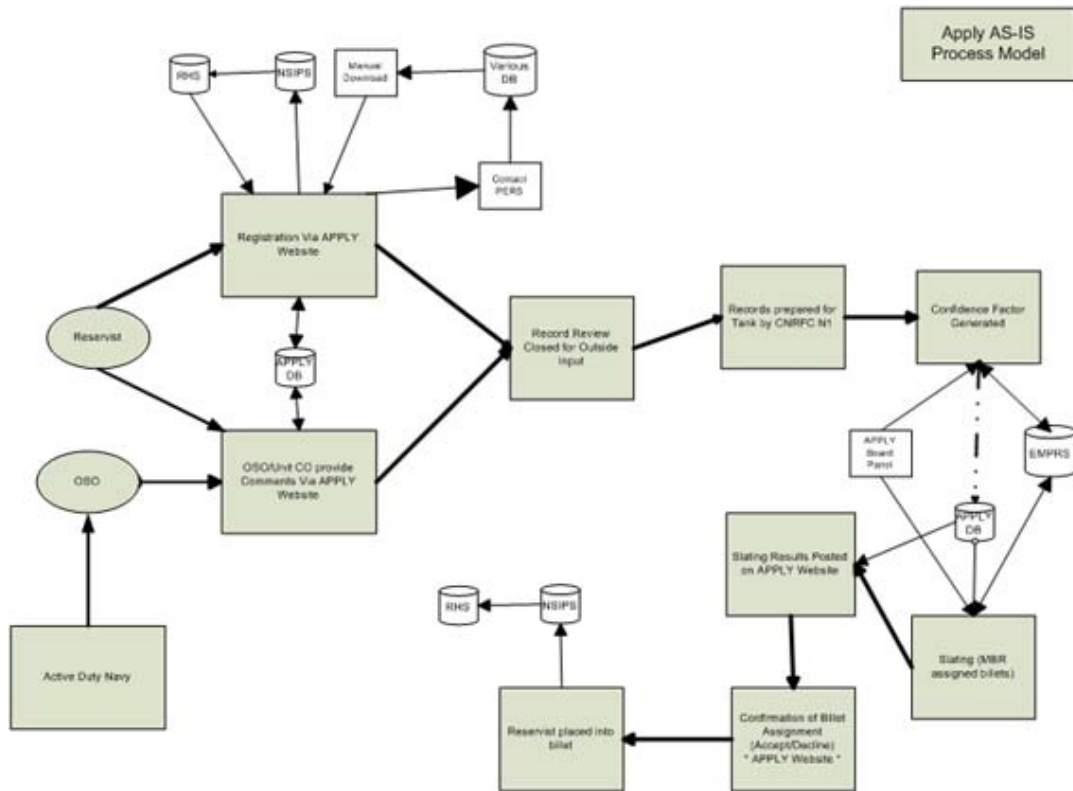 Apply AS-IS
Process Model
RHS
NSIPS
Manual
Download
Various
DB
Contact
PERS
Registration Via APPLY
Website
Reservist
APPLY
DB
Record Review
Closed for Outside
Input
Records prepared for
Tank by CNRFC N1
Confidence Factor
Generated
OSO
OSO/Unit CO provide
Comments Via APPLY
Website
APPLY
Board
Panel
EMPRS
APPLY
DB
Slating Results Posted
on APPLY Website
RHS
NSIPS
Active Duty Navy
Slating (MBR
assigned billets)
Reservist placed into
billet
Confirmation of Billet
Assignment
(Accept/Decline)
* APPLY Website *